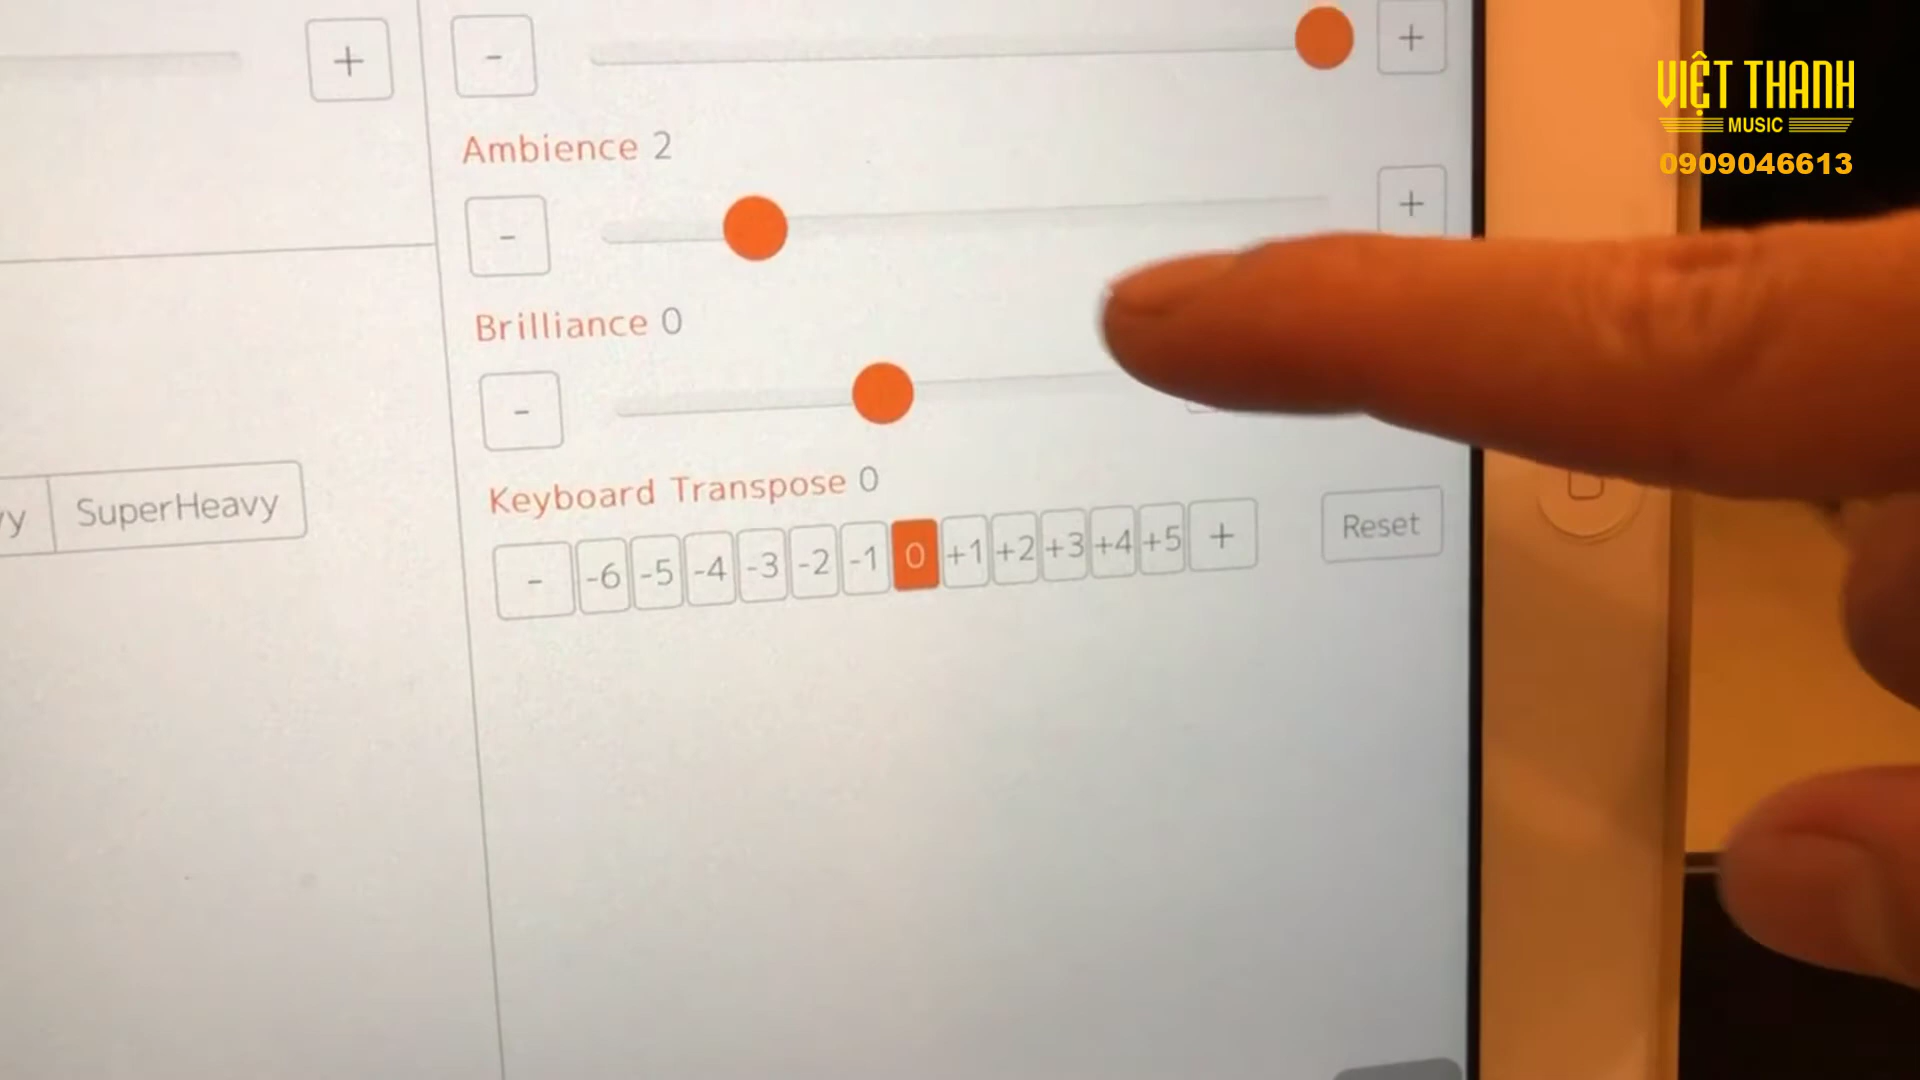 +
- +
VIỆT THANH
MUSIC
0909046613
Ambience 2
- +
Brilliance 0
-
SuperHeavy
Keyboard Transpose 0
- -6 -5 -4 -3 -2 -1 0 +1 +2 +3 +4 +5 +
Reset